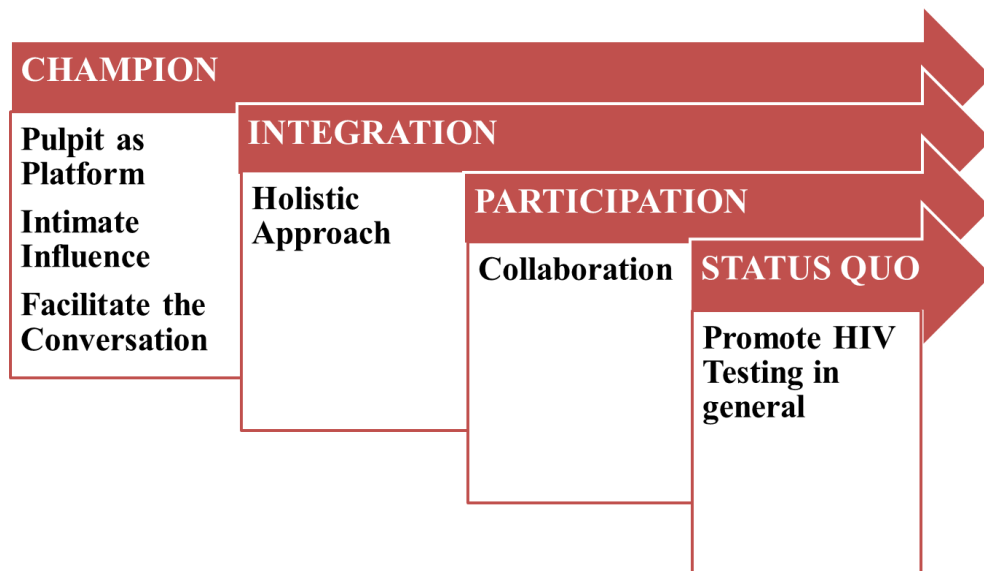 CHAMPION
Pulpit as
Platform
Intimate
Influence
Facilitate the
Conversation
INTEGRATION
Holistic
Approach
PARTICIPATION
Collaboration
STATUS QUO
Promote HIV
Testing in
general